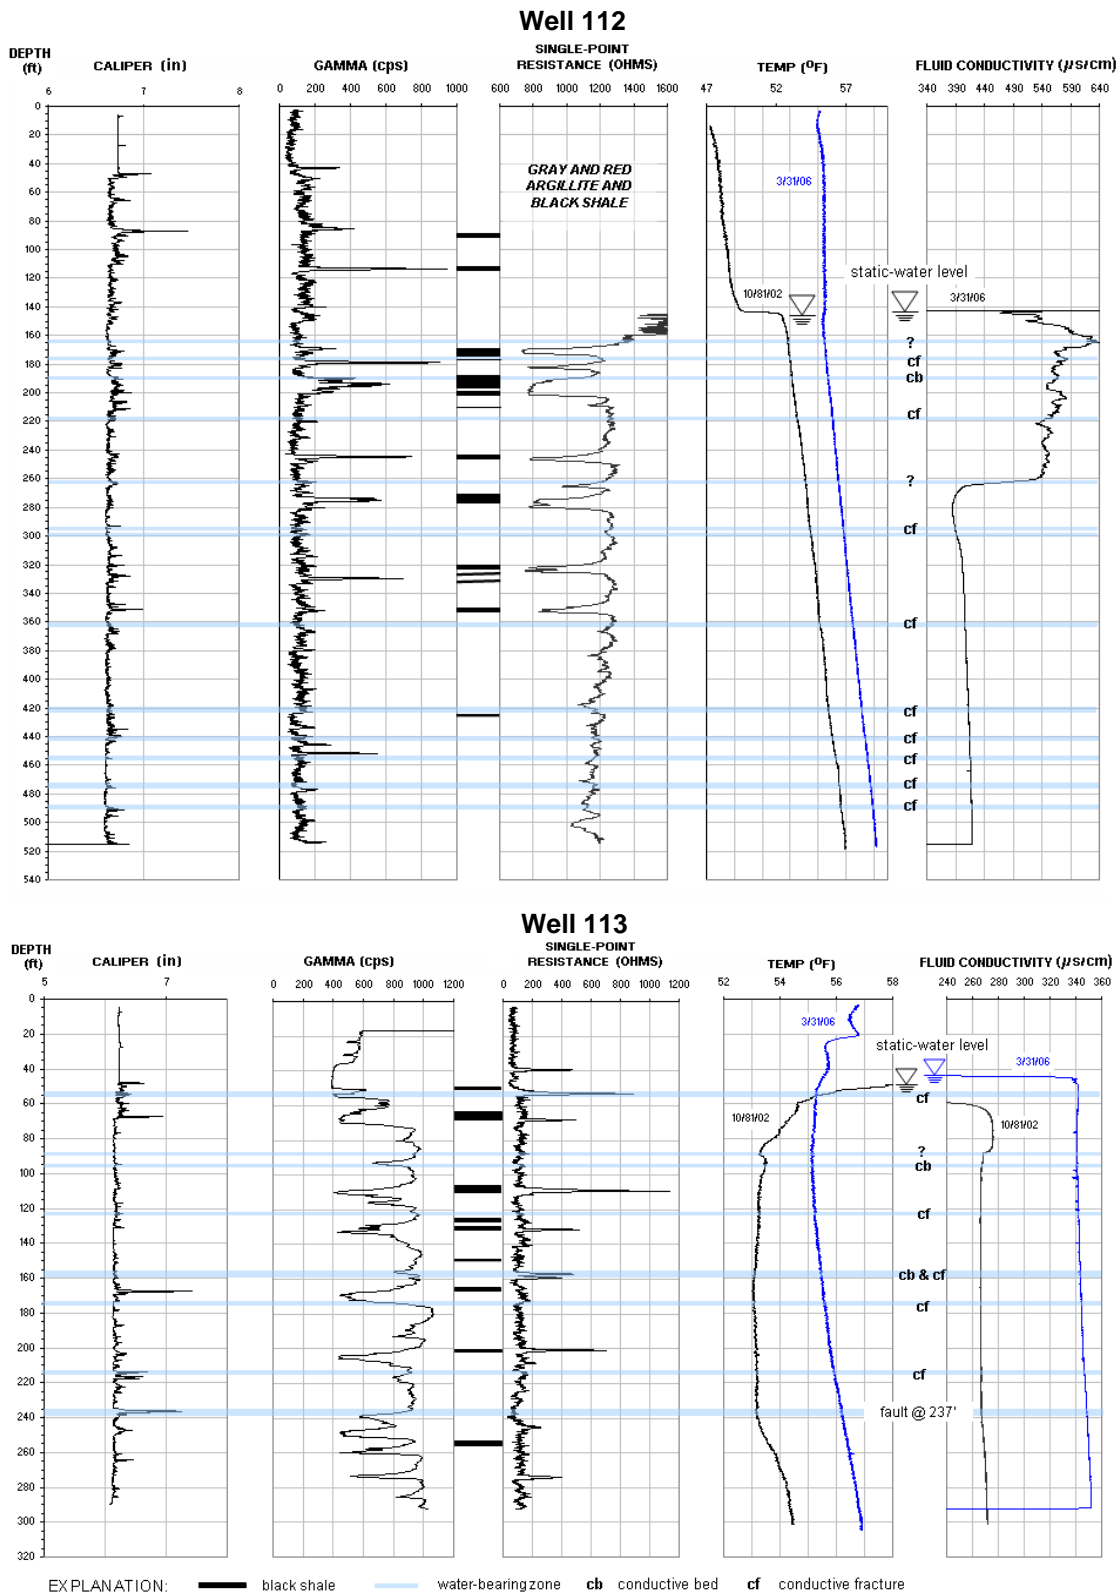 Well 112
DEPTH (ft)
CALIPER (in)
GAMMA (cps)
SINGLE-POINT RESISTANCE (OHMS)
TEMP (⁰F)
FLUID CONDUCTIVITY (µs/cm)
6 7 8
0 200 400 600 800 1000
600 1000 1200 1400 1600
47 52 57
340 390 440 490 540 590 640
0
20
40
60
80
100
120
140
160
180
200
220
240
260
280
300
320
340
360
380
400
420
440
460
480
500
520
540
GRAY AND RED
ARGILLITE AND
BLACK SHALE
3/31/06
static-water level
10/81/02
3/31/06
?
cf
cb
cf
?
cf
cf
cf
cf
cf
cf
cf
Well 113
DEPTH (ft)
CALIPER (in)
GAMMA (cps)
SINGLE-POINT RESISTANCE (OHMS)
TEMP (⁰F)
FLUID CONDUCTIVITY (µs/cm)
5 7
0 200 400 600 800 1000 1200
0 200 400 600 800 1000 1200
52 54 56 58
240 260 280 300 320 340 360
0
20
40
60
80
100
120
140
160
180
200
220
240
260
280
300
320
3/31/06
static-water level
3/31/06
10/81/02
10/81/02
cf
?
cb
cf
cb & cf
cf
cf
fault @ 237'
EXPLANATION: black shale water-bearing zone cb conductive bed cf conductive fracture